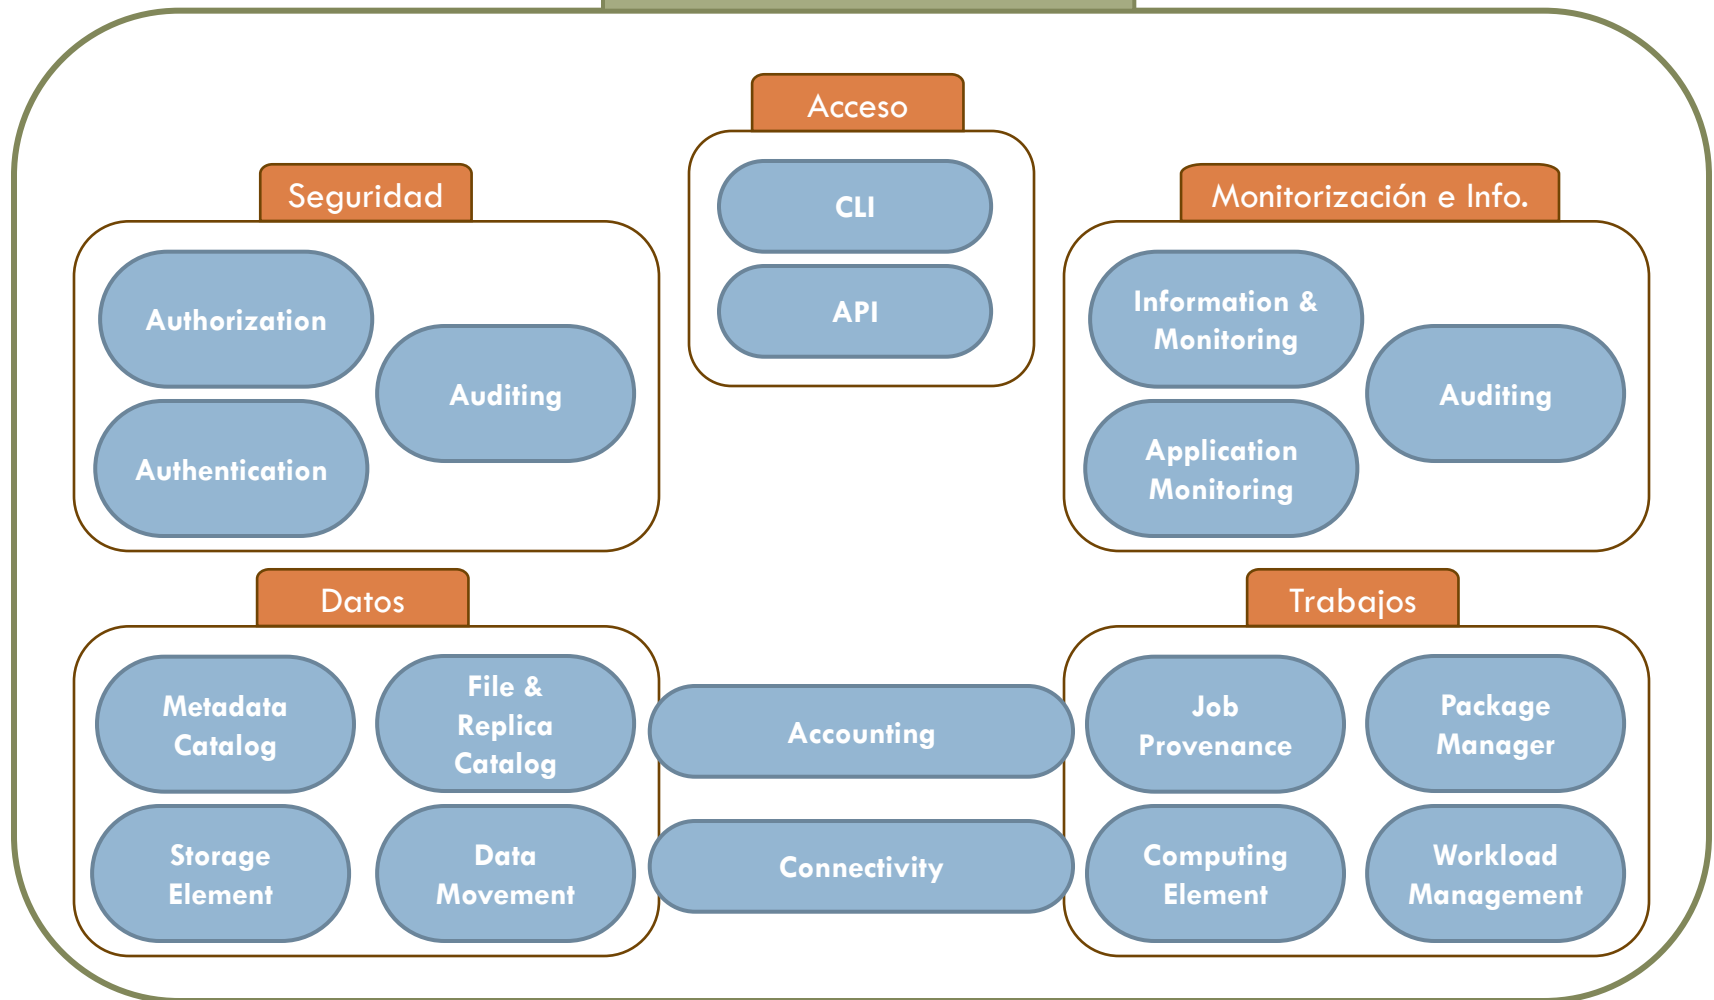 Acceso
CLI
API
Seguridad
Authorization
Auditing
Authentication
Monitorización e Info.
Information &
Monitoring
Auditing
Application
Monitoring
Datos
Metadata
Catalog
File &
Replica
Catalog
Storage
Element
Data
Movement
Accounting
Connectivity
Trabajos
Job
Provenance
Package
Manager
Computing
Element
Workload
Management